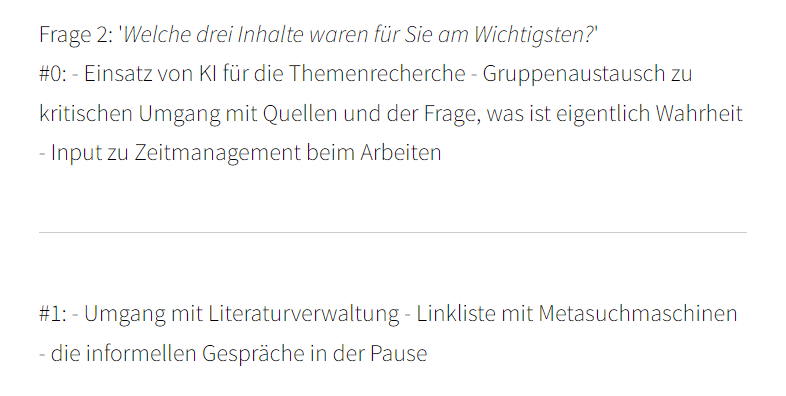 Frage 2: 'Welche drei Inhalte waren für Sie am Wichtigsten?'
#0: - Einsatz von KI für die Themenrecherche - Gruppenaustausch zu
kritischen Umgang mit Quellen und der Frage, was ist eigentlich Wahrheit
- Input zu Zeitmanagement beim Arbeiten
#1: - Umgang mit Literaturverwaltung - Linkliste mit Metasuchmaschinen
- die informellen Gespräche in der Pause